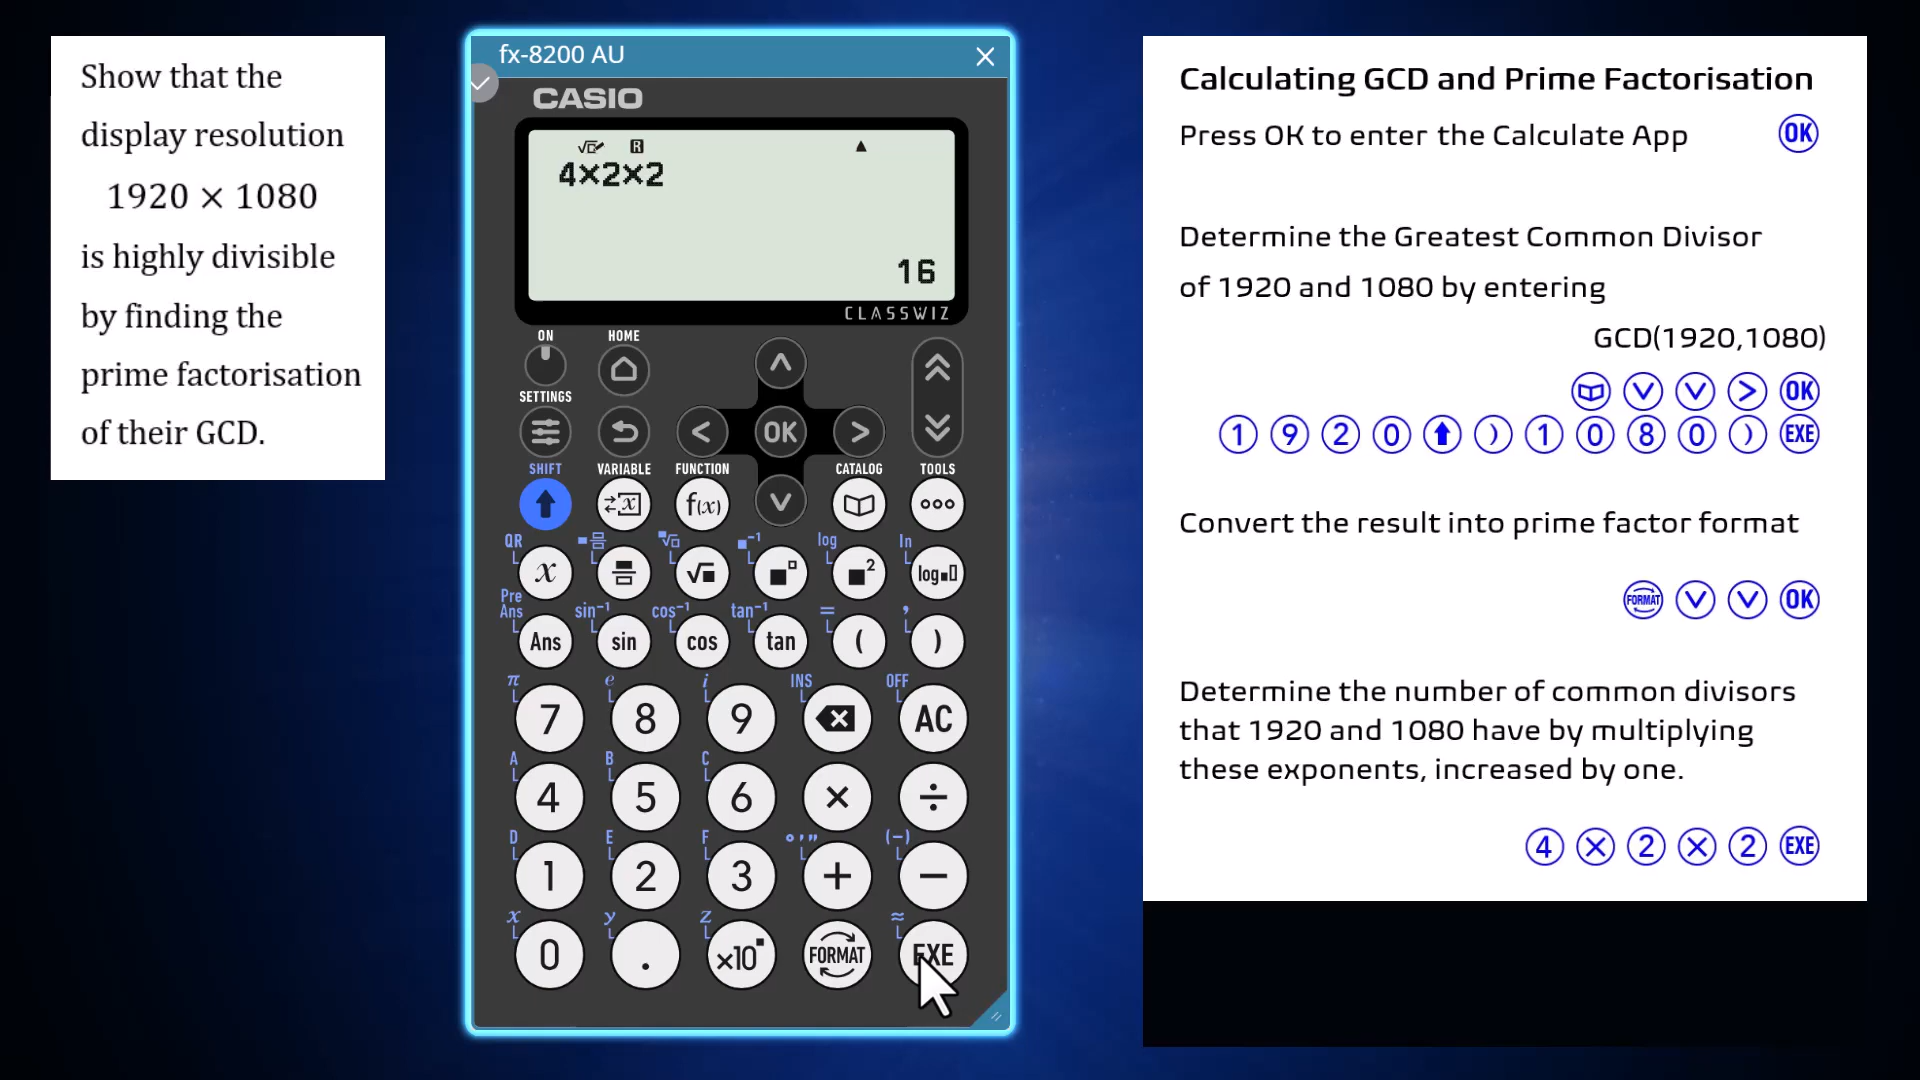 Show that the
display resolution
1920 × 1080
is highly divisible
by finding the
prime factorisation
of their GCD.
fx-8200 AU
CASIO
R
4×2×2
16
CLASSWIZ
ON HOME
SETTINGS
OK
SHIFT VARIABLE FUNCTION CATALOG TOOLS
x f(x)
QR ■√□ ■⁻¹ log ln
x √■ ■□ ■² log■□
Pre
Ans sin⁻¹ cos⁻¹ tan⁻¹ = ,
Ans sin cos tan ( )
π e i INS OFF
7 8 9 AC
A B C
4 5 6 × ÷
D E F ° ′ ″ (−)
1 2 3 + −
x y z ≈
0 . ×10■ FORMAT EXE
Calculating GCD and Prime Factorisation
Press OK to enter the Calculate App OK
Determine the Greatest Common Divisor
of 1920 and 1080 by entering
GCD(1920,1080)
OK
1 9 2 0 ⬆ ) 1 0 8 0 ) EXE
Convert the result into prime factor format
FORMAT OK
Determine the number of common divisors
that 1920 and 1080 have by multiplying
these exponents, increased by one.
4 × 2 × 2 EXE